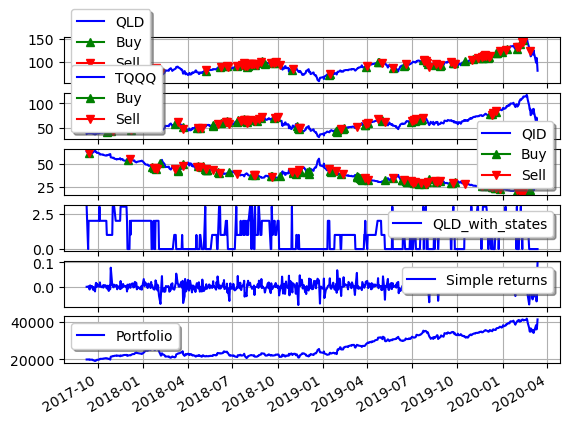 QLD
Buy
Sell
150
100
TQQQ
Buy
Sell
100
50
QID
Buy
Sell
50
25
QLD_with_states
2.5
0.0
Simple returns
0.1
0.0
Portfolio
40000
20000
2017-10
2018-01
2018-04
2018-07
2018-10
2019-01
2019-04
2019-07
2019-10
2020-01
2020-04